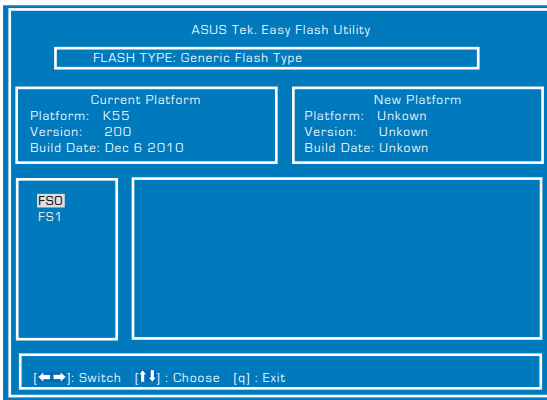 ASUS Tek. Easy Flash Utility
FLASH TYPE: Generic Flash Type
Current Platform
Platform: K55
Version: 200
Build Date: Dec 6 2010
New Platform
Platform: Unkown
Version: Unkown
Build Date: Unkown
FS0
FS1
[←→]: Switch [↑↓] : Choose [q] : Exit